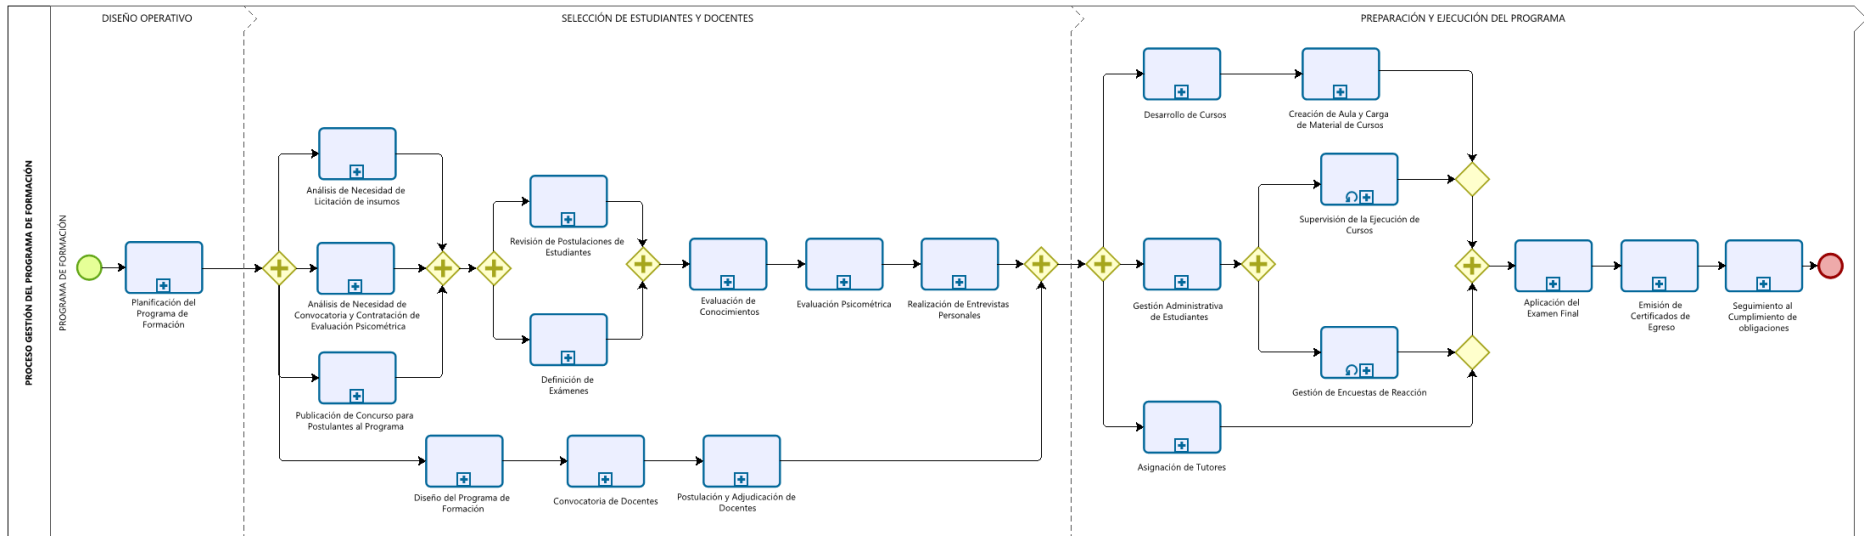 PROCESO GESTIÓN DEL PROGRAMA DE FORMACIÓN
PROGRAMA DE FORMACIÓN
DISEÑO OPERATIVO
SELECCIÓN DE ESTUDIANTES Y DOCENTES
PREPARACIÓN Y EJECUCIÓN DEL PROGRAMA
Planificación del
Programa de
Formación
Análisis de Necesidad de
Licitación de insumos
Análisis de Necesidad de
Convocatoria y Contratación de
Evaluación Psicométrica
Publicación de Concurso para
Postulantes al Programa
Diseño del Programa de
Formación
Convocatoria de Docentes
Postulación y Adjudicación de
Docentes
Revisión de Postulaciones de
Estudiantes
Definición de
Exámenes
Evaluación de
Conocimientos
Evaluación Psicométrica
Realización de Entrevistas
Personales
Desarrollo de Cursos
Creación de Aula y Carga
de Material de Cursos
Gestión Administrativa
de Estudiantes
Supervisión de la Ejecución de
Cursos
Gestión de Encuestas de Reacción
Asignación de Tutores
Aplicación del
Examen Final
Emisión de
Certificados de
Egreso
Seguimiento al
Cumplimiento de
obligaciones